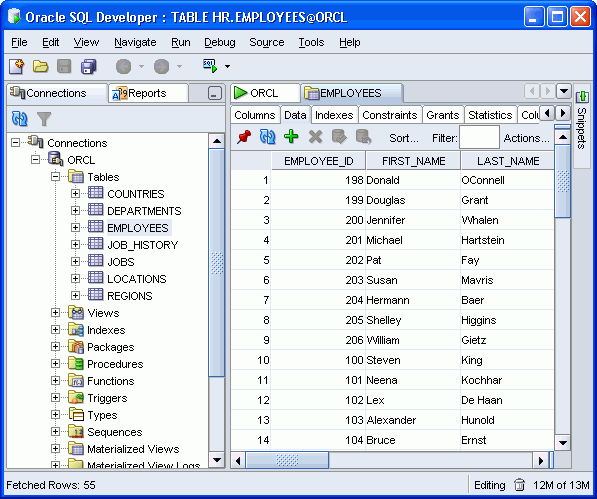 Oracle SQL Developer : TABLE HR.EMPLOYEES@ORCL
File Edit View Navigate Run Debug Source Tools Help
SQL
Connections Reports
ORCL EMPLOYEES
Columns Data Indexes Constraints Grants Statistics Colu
Sort... Filter: Actions...
Snippets
Connections
ORCL
Tables
COUNTRIES
DEPARTMENTS
EMPLOYEES
JOB_HISTORY
JOBS
LOCATIONS
REGIONS
Views
Indexes
Packages
Procedures
Functions
Triggers
Types
Sequences
Materialized Views
Materialized View Logs
EMPLOYEE_ID FIRST_NAME LAST_NAME
1 198 Donald OConnell
2 199 Douglas Grant
3 200 Jennifer Whalen
4 201 Michael Hartstein
5 202 Pat Fay
6 203 Susan Mavris
7 204 Hermann Baer
8 205 Shelley Higgins
9 206 William Gietz
10 100 Steven King
11 101 Neena Kochhar
12 102 Lex De Haan
13 103 Alexander Hunold
14 104 Bruce Ernst
Fetched Rows: 55
Editing 12M of 13M